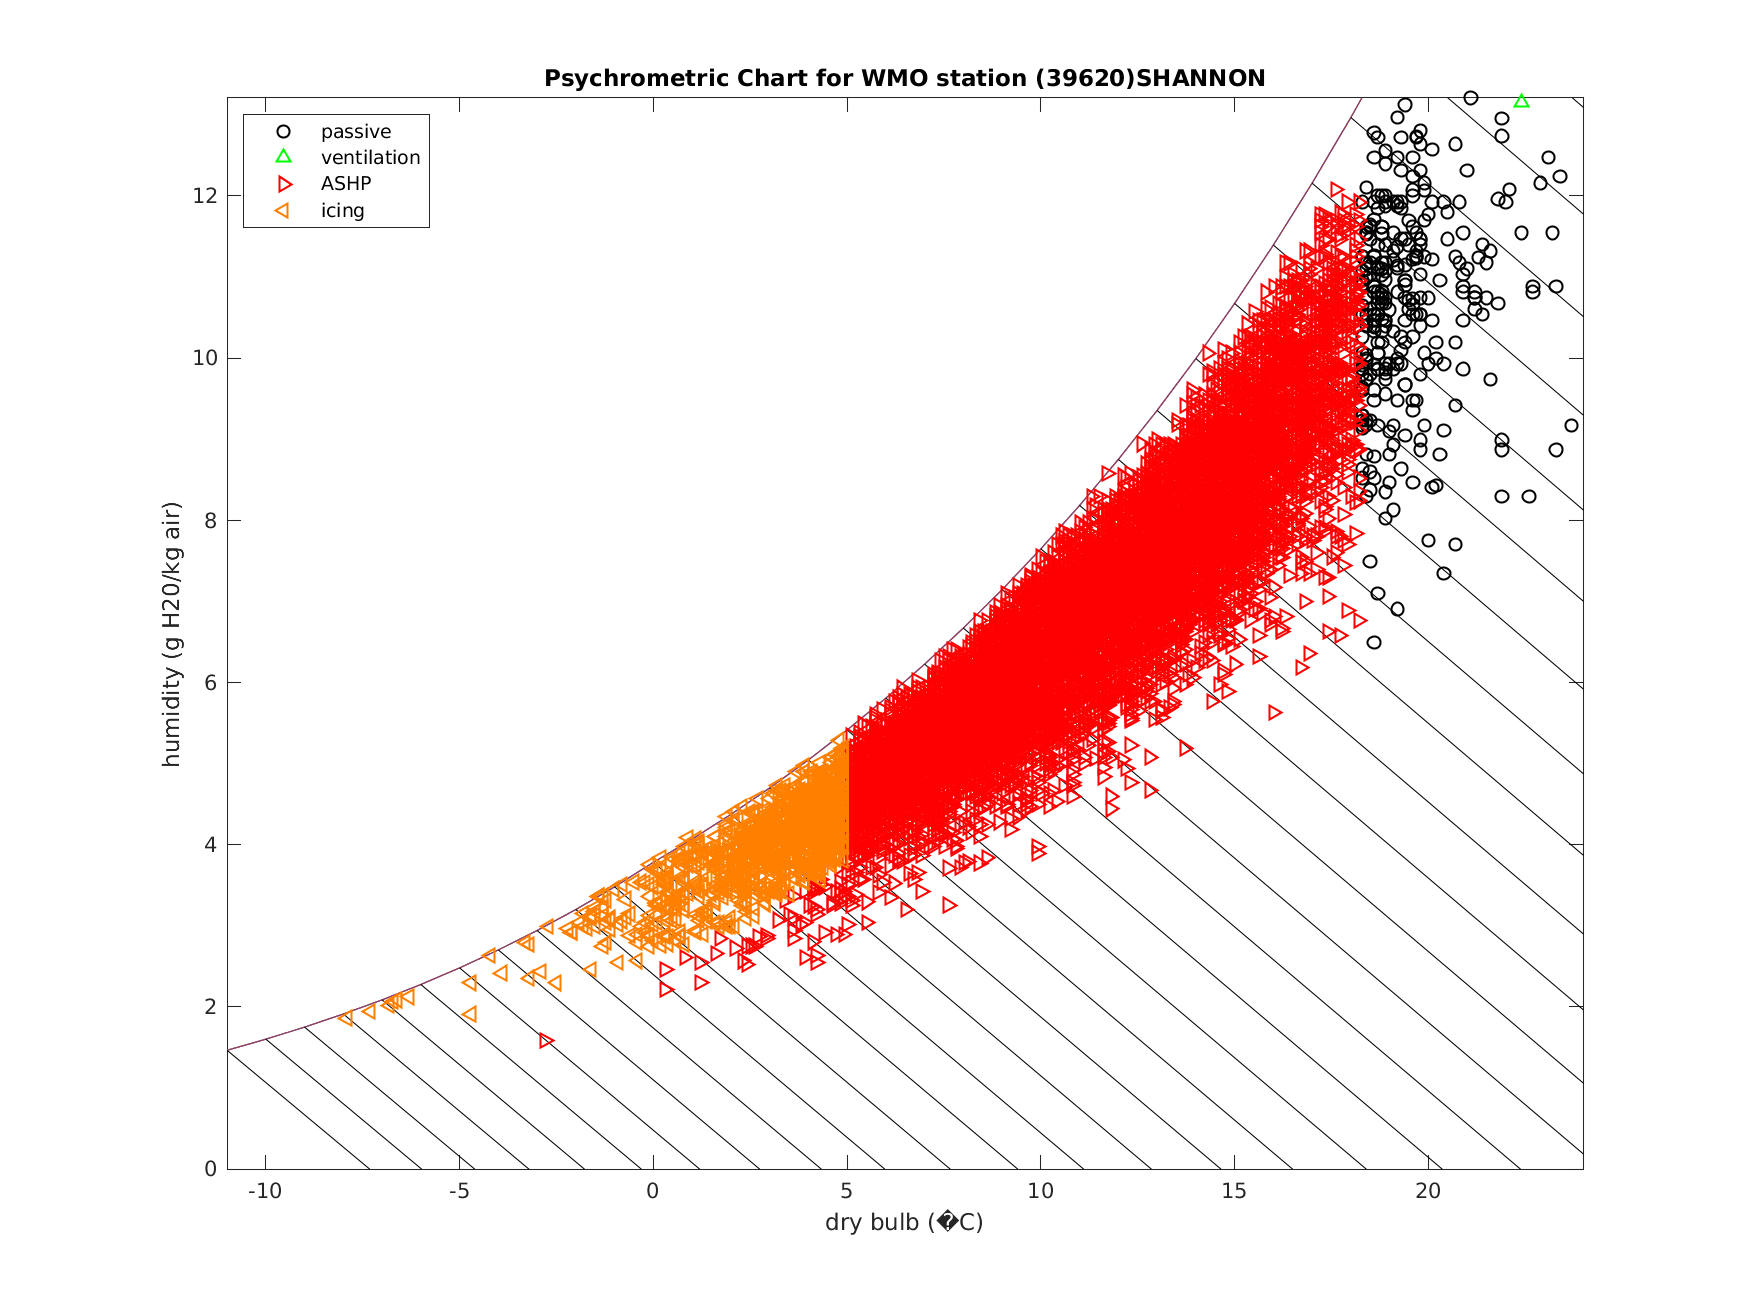 Psychrometric Chart for WMO station (39620)SHANNON
passive
ventilation
ASHP
icing
12
10
8
6
4
2
0
humidity (g H20/kg air)
-10 -5 0 5 10 15 20
dry bulb (�C)